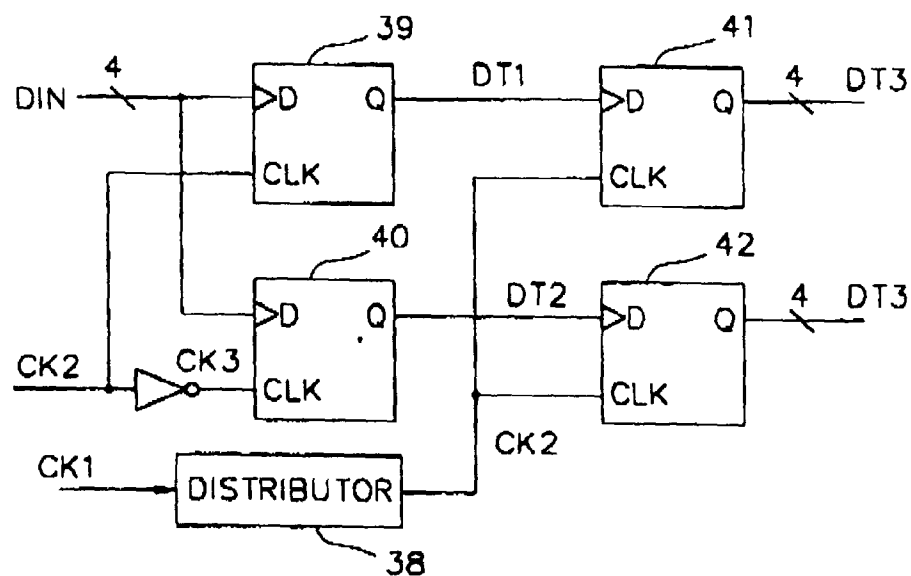 39
41
4
DIN
D
Q
DT1
D
Q
4
DT3
CLK
CLK
40
42
D
Q
DT2
D
Q
4
DT3
CK2
CK3
CLK
CLK
CK2
CK1
DISTRIBUTOR
38